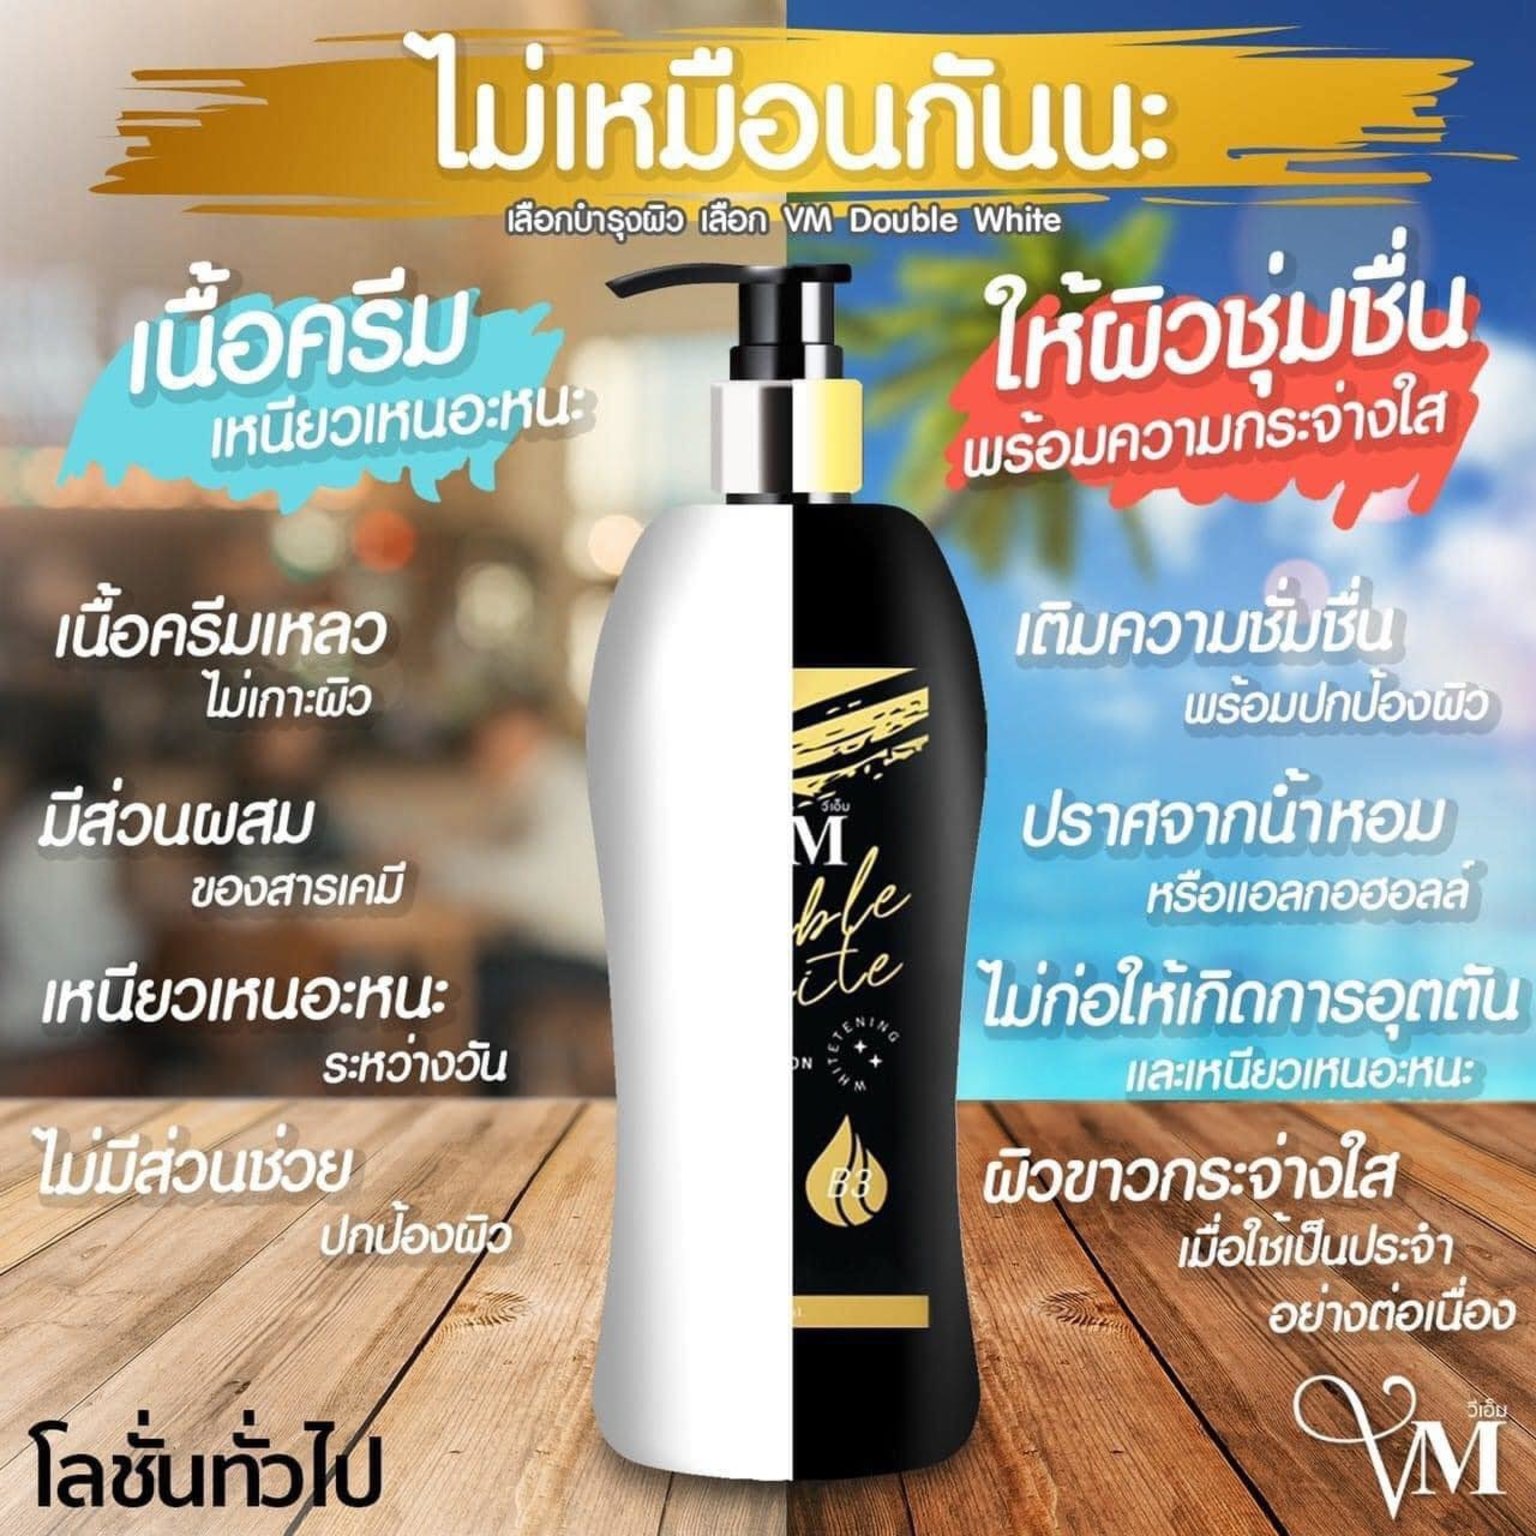 ไม่เหมือนกันนะ
เลือกบำรุงผิว เลือก VM Double White
เนื้อครีม
เหนียวเหนอะหนะ
เนื้อครีมเหลว
ไม่เกาะผิว
มีส่วนผสม
ของสารเคมี
เหนียวเหนอะหนะ
ระหว่างวัน
ไม่มีส่วนช่วย
ปกป้องผิว
โลชั่นทั่วไป
ให้ผิวชุ่มชื่น
พร้อมความกระจ่างใส
เติมความชุ่มชื่น
พร้อมปกป้องผิว
ปราศจากน้ำหอม
หรือแอลกอฮอลล์
ไม่ก่อให้เกิดการอุตตัน
และเหนียวเหนอะหนะ
ผิวขาวกระจ่างใส
เมื่อใช้เป็นประจำ
อย่างต่อเนื่อง
วีเอ็ม
VM
วีเอ็ม
M
ble
ite
ON
WHITETENING
B3